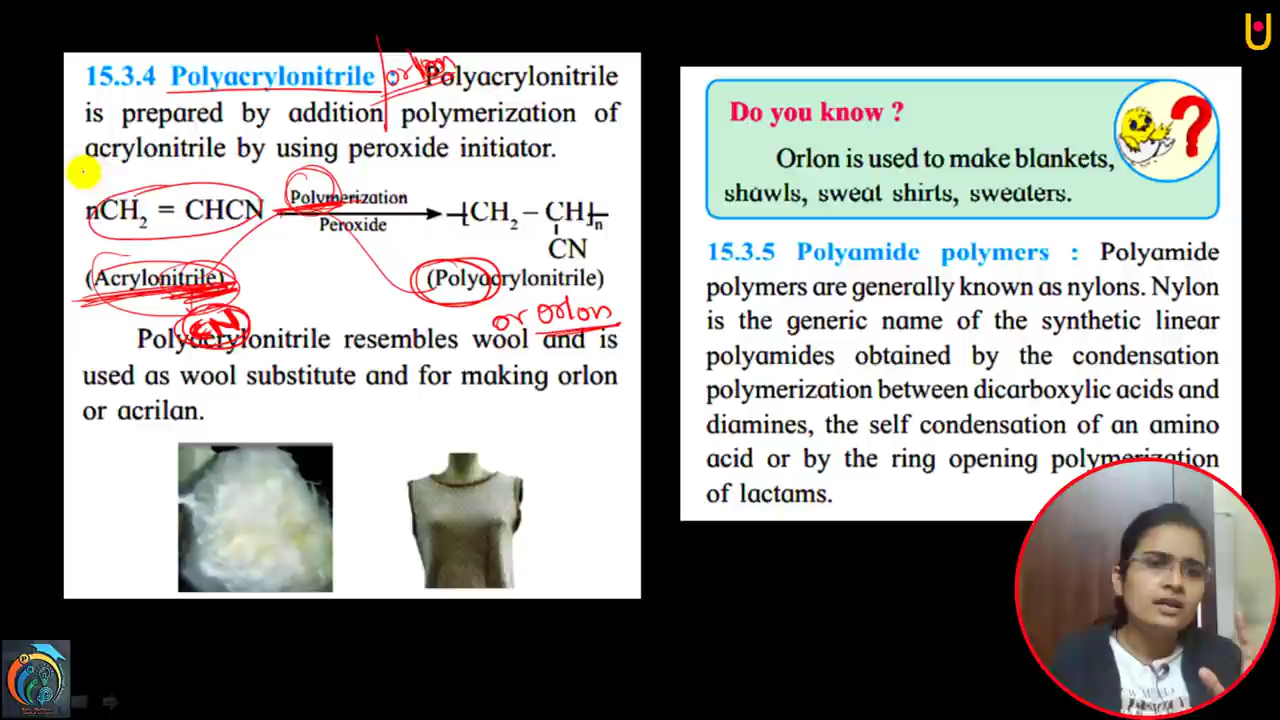 15.3.4 Polyacrylonitrile : Polyacrylonitrile
orlon
is prepared by addition polymerization of
acrylonitrile by using peroxide initiator.
nCH₂ = CHCN Polymerization –[CH₂ – CH]–n
Peroxide
CN
(Acrylonitrile) (Polyacrylonitrile)
CN
or orlon
Polyacrylonitrile resembles wool and is
used as wool substitute and for making orlon
or acrilan.
Do you know ?
?
Orlon is used to make blankets,
shawls, sweat shirts, sweaters.
15.3.5 Polyamide polymers : Polyamide
polymers are generally known as nylons. Nylon
is the generic name of the synthetic linear
polyamides obtained by the condensation
polymerization between dicarboxylic acids and
diamines, the self condensation of an amino
acid or by the ring opening polymerization
of lactams.